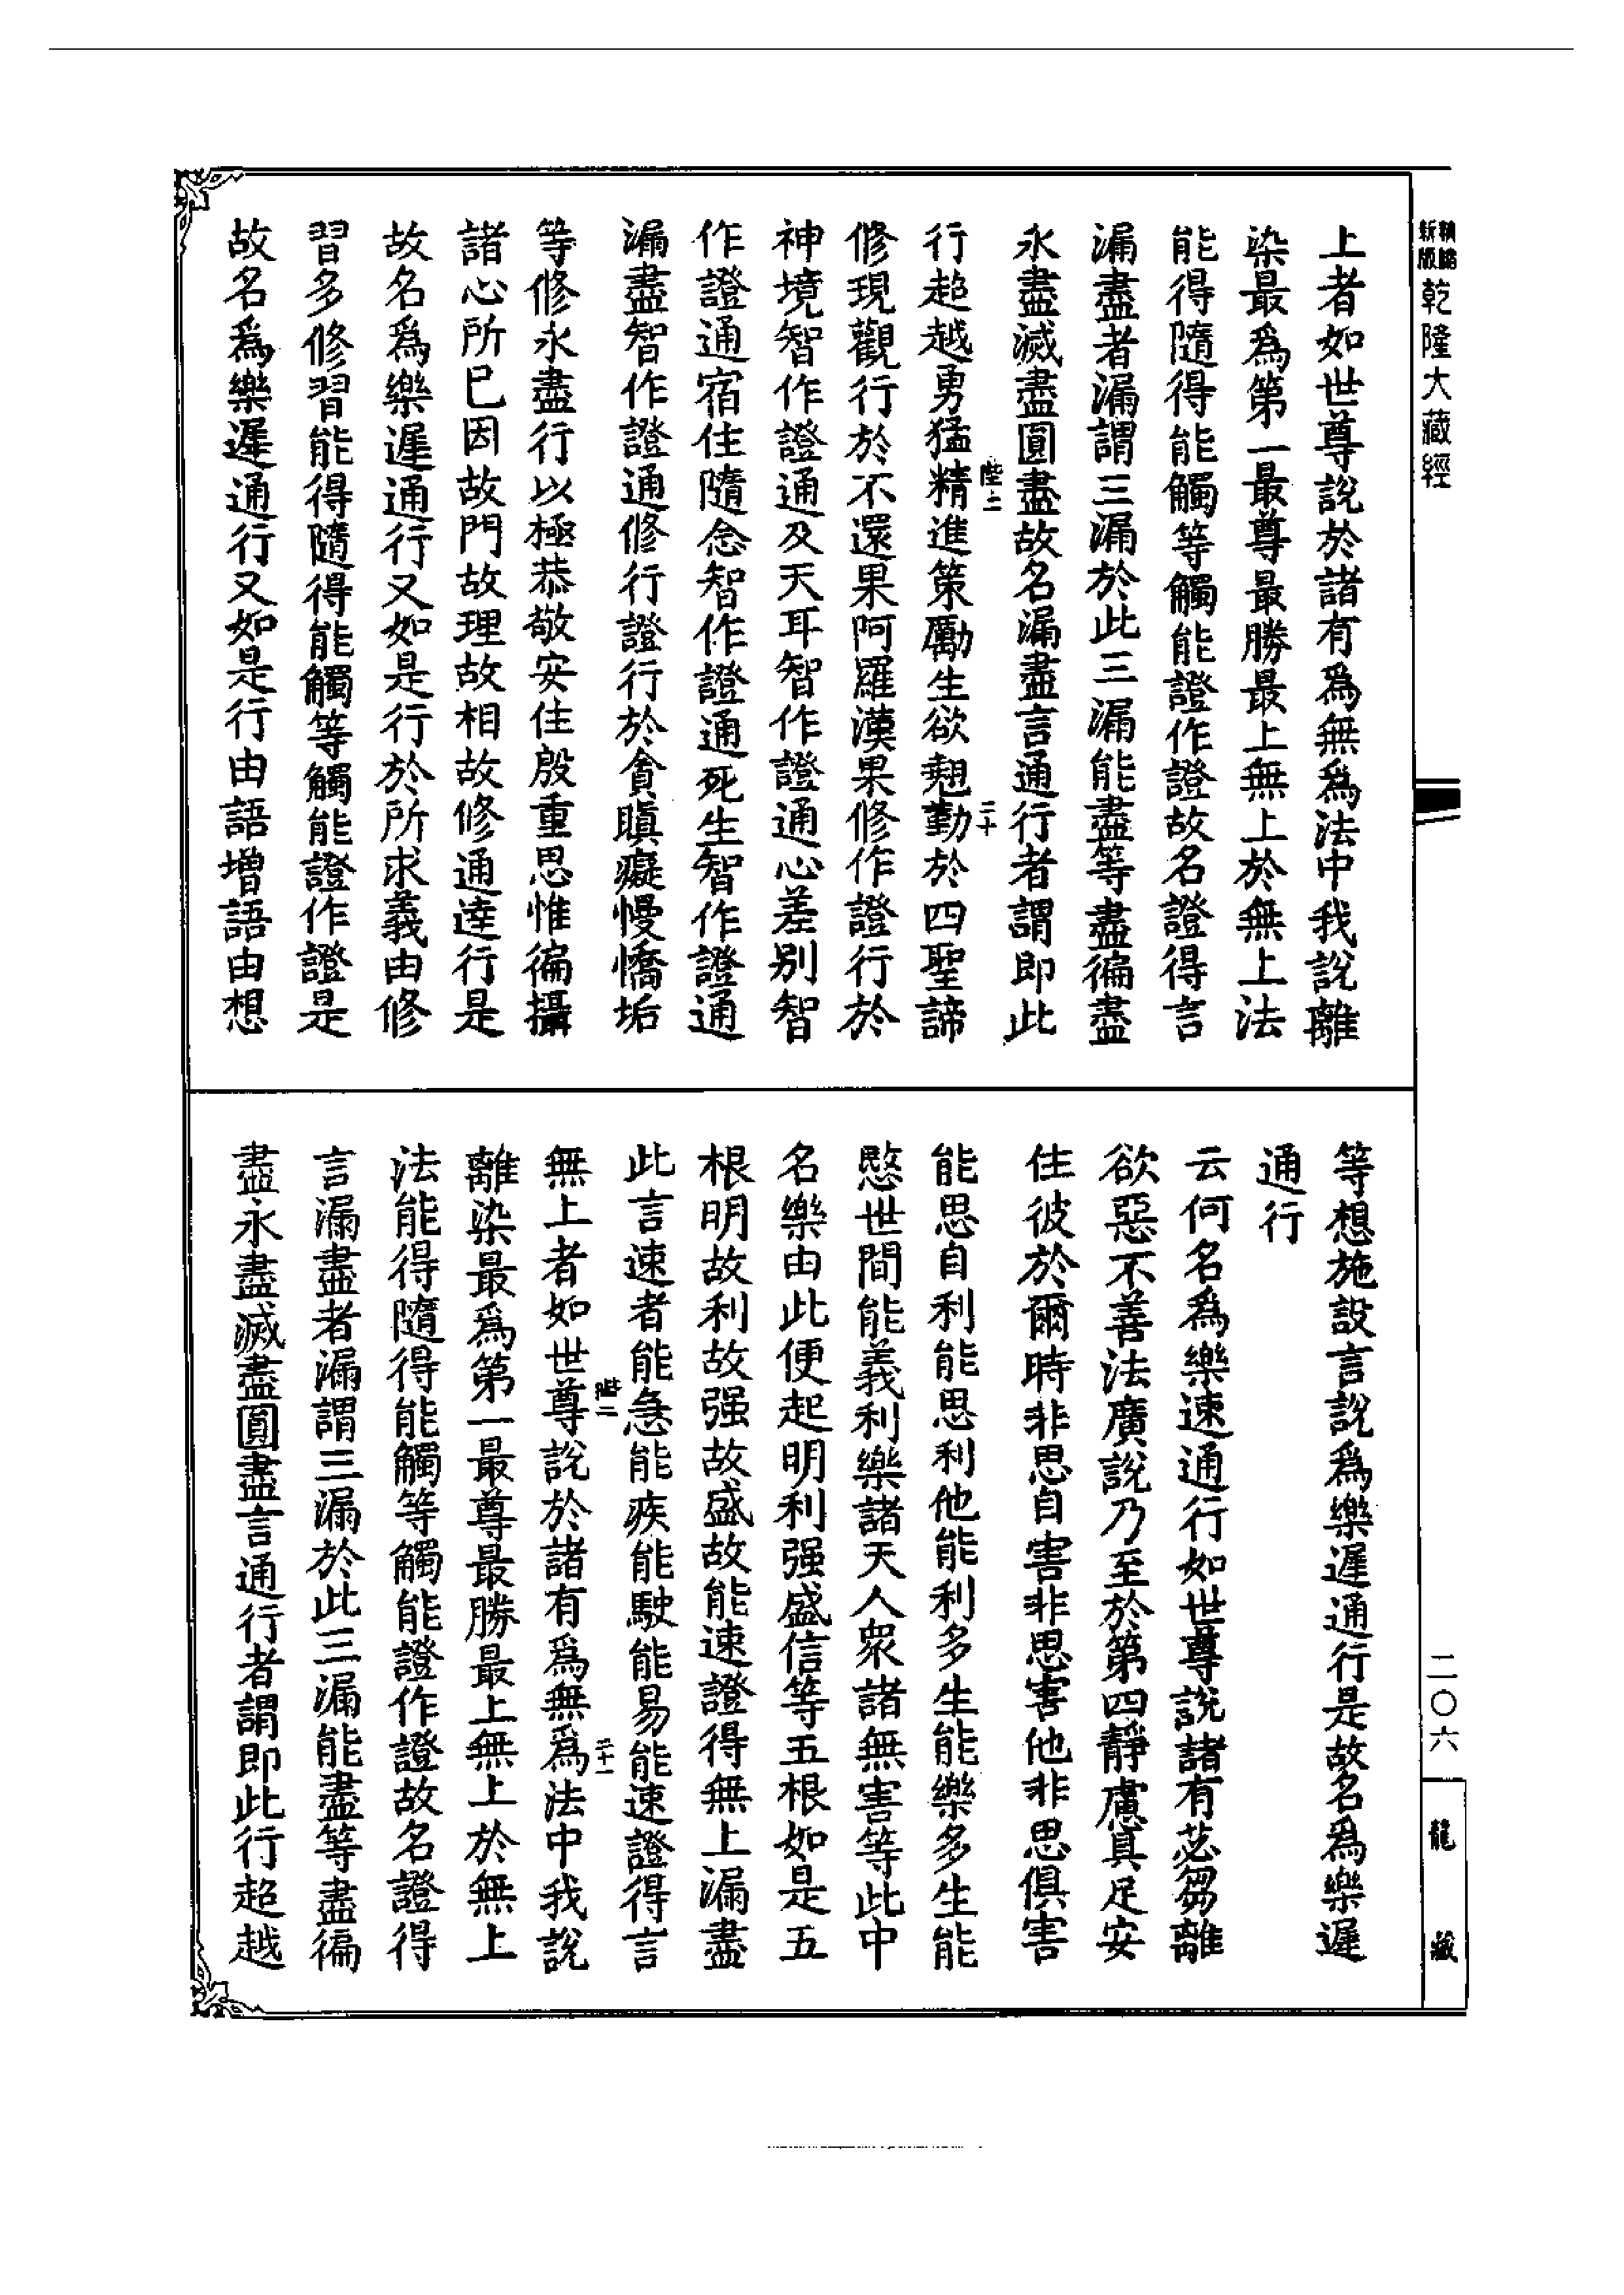 新版精縮乾隆大藏經
上者如世尊說於諸有爲無爲法中我說離
染最爲第一最尊最勝最上無上於無上法
能得隨得能觸等觸能證作證故名證得言
漏盡者漏謂三漏於此三漏能盡等盡徧盡
永盡滅盡圓盡故名漏盡言通行者謂即此
行超越勇猛精進策勵生欲翹勤於四聖諦
修現觀行於不還果阿羅漢果修作證行於
神境智作證通及天耳智作證通心差別智
作證通宿住隨念智作證通死生智作證通
漏盡智作證通修行證行於貪瞋癡慢憍垢
等修永盡行以極恭敬安住殷重思惟徧攝
諸心所已因故門故理故相故修通達行是
故名爲樂遲通行又如是行於所求義由修
習多修習能得隨得能觸等觸能證作證是
故名爲樂遲通行又如是行由語增語由想
二十
等想施設言說爲樂遲通行是故名爲樂遲
通行
云何名爲樂速通行如世尊說諸有苾芻離
欲惡不善法廣說乃至於第四靜慮具足安
住彼於爾時非思自害非思害他非思俱害
能思自利能思利他能利多生能樂多生能
愍世間能義利樂諸天人衆諸無害等此中
名樂由此便起明利强盛信等五根如是五
根明故利故强故盛故能速證得無上漏盡
此言速者能急能疾能駛能易能速證得言
無上者如世尊說於諸有爲無爲法中我說
離染最爲第一最尊最勝最上無上於無上
法能得隨得能觸等觸能證作證故名證得
言漏盡者漏謂三漏於此三漏能盡等盡徧
盡永盡滅盡圓盡言通行者謂即此行超越
陛二
二十一
二〇六
龍藏